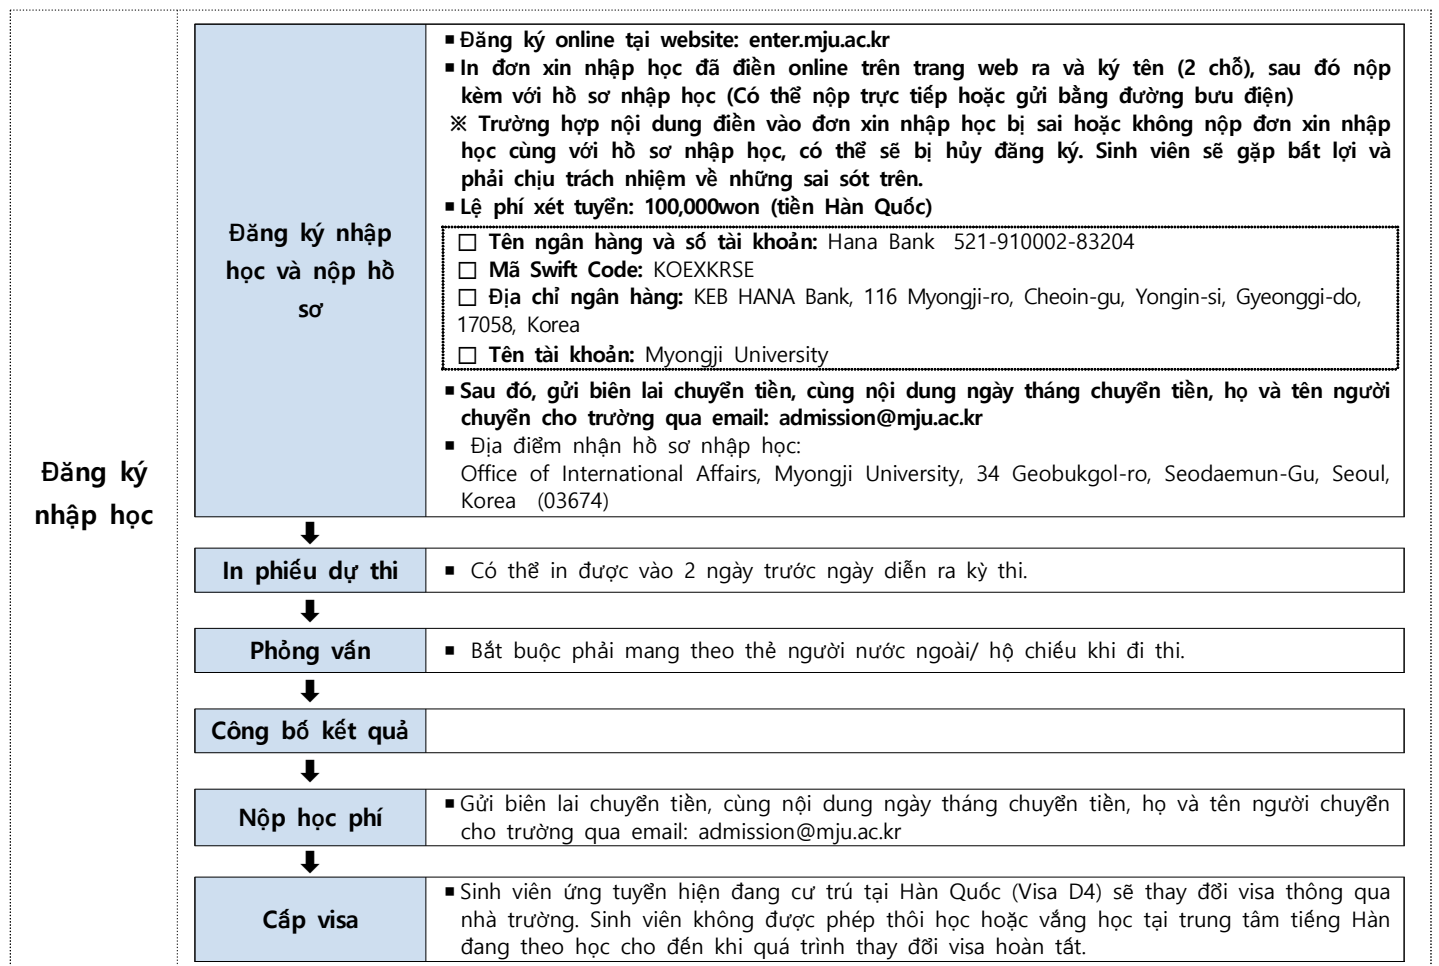 Đăng ký
nhập học
Đăng ký nhập
học và nộp hồ
sơ
▪ Đăng ký online tại website: enter.mju.ac.kr
▪ In đơn xin nhập học đã điền online trên trang web ra và ký tên (2 chỗ), sau đó nộp
kèm với hồ sơ nhập học (Có thể nộp trực tiếp hoặc gửi bằng đường bưu điện)
※ Trường hợp nội dung điền vào đơn xin nhập học bị sai hoặc không nộp đơn xin nhập
học cùng với hồ sơ nhập học, có thể sẽ bị hủy đăng ký. Sinh viên sẽ gặp bất lợi và
phải chịu trách nhiệm về những sai sót trên.
▪ Lệ phí xét tuyển: 100,000won (tiền Hàn Quốc)
□ Tên ngân hàng và số tài khoản: Hana Bank 521-910002-83204
□ Mã Swift Code: KOEXKRSE
□ Địa chỉ ngân hàng: KEB HANA Bank, 116 Myongji-ro, Cheoin-gu, Yongin-si, Gyeonggi-do,
17058, Korea
□ Tên tài khoản: Myongji University
▪ Sau đó, gửi biên lai chuyển tiền, cùng nội dung ngày tháng chuyển tiền, họ và tên người
chuyển cho trường qua email: admission@mju.ac.kr
▪ Địa điểm nhận hồ sơ nhập học:
Office of International Affairs, Myongji University, 34 Geobukgol-ro, Seodaemun-Gu, Seoul,
Korea (03674)
In phiếu dự thi
▪ Có thể in được vào 2 ngày trước ngày diễn ra kỳ thi.
Phỏng vấn
▪ Bắt buộc phải mang theo thẻ người nước ngoài/ hộ chiếu khi đi thi.
Công bố kết quả
Nộp học phí
▪ Gửi biên lai chuyển tiền, cùng nội dung ngày tháng chuyển tiền, họ và tên người chuyển
cho trường qua email: admission@mju.ac.kr
Cấp visa
▪ Sinh viên ứng tuyển hiện đang cư trú tại Hàn Quốc (Visa D4) sẽ thay đổi visa thông qua
nhà trường. Sinh viên không được phép thôi học hoặc vắng học tại trung tâm tiếng Hàn
đang theo học cho đến khi quá trình thay đổi visa hoàn tất.